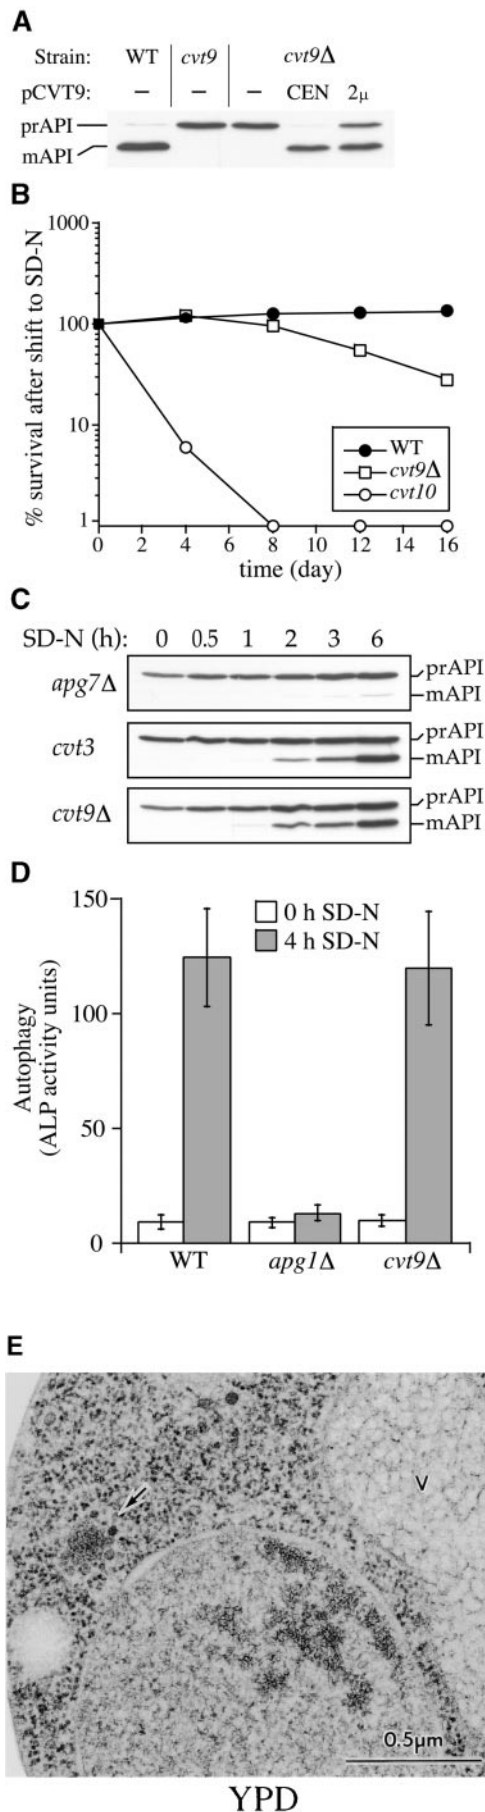 A
Strain: WT cvt9 cvt9Δ
pCVT9: – – – CEN 2μ
prAPI
mAPI
B
% survival after shift to SD-N
1000
100
10
1
0 2 4 6 8 10 12 14 16
time (day)
WT
cvt9Δ
cvt10
C
SD-N (h): 0 0.5 1 2 3 6
apg7Δ
prAPI
mAPI
cvt3
prAPI
mAPI
cvt9Δ
prAPI
mAPI
D
Autophagy
(ALP activity units)
150
100
50
0
0 h SD-N
4 h SD-N
WT apg1Δ cvt9Δ
E
V
0.5μm
YPD